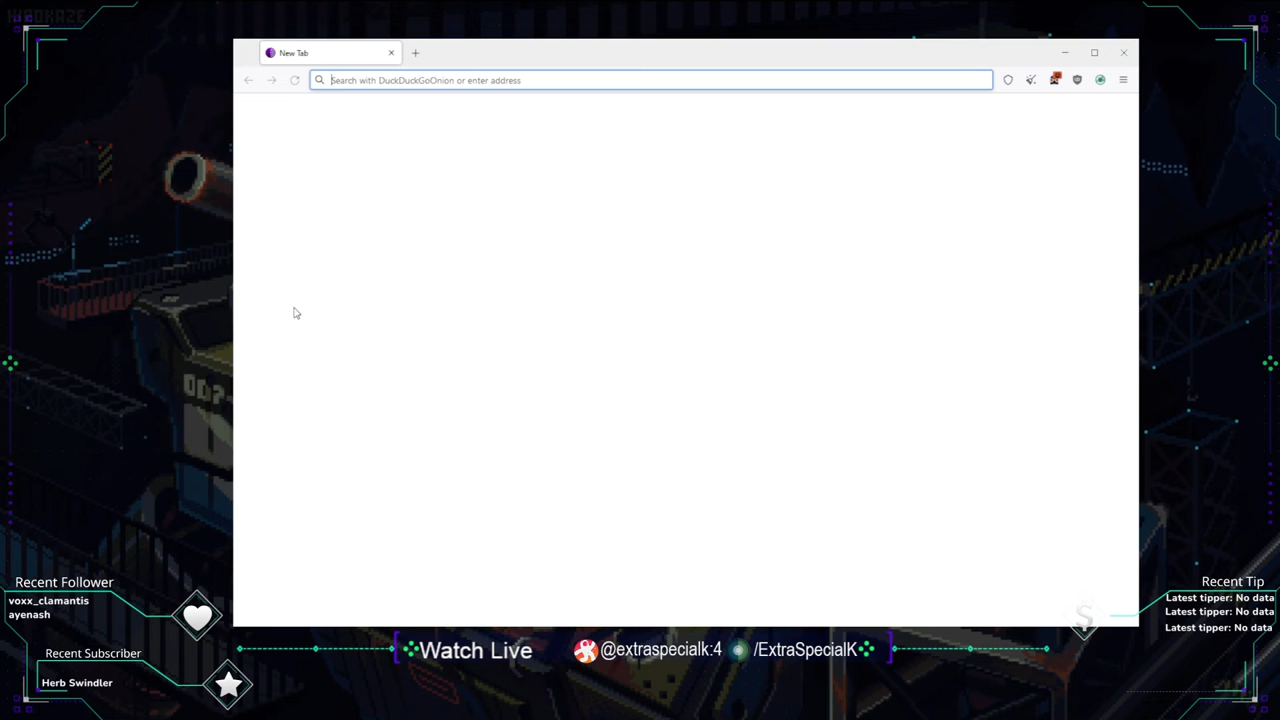 HIROKAZE
New Tab
Search with DuckDuckGoOnion or enter address
Recent Follower
voxx_clamantis
ayenash
Recent Subscriber
Herb Swindler
Watch Live
@extraspecialk:4
/ExtraSpecialK
Recent Tip
Latest tipper: No data
Latest tipper: No data
Latest tipper: No data